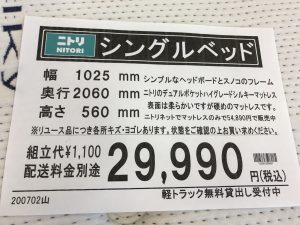 ニトリ
NITORI
シングルベッド
幅 1025 mm
奥行 2060 mm
高さ 560 mm
シンプルなヘッドボードとスノコのフレーム
ニトリのデュアルポケットハイグレードシルキーマットレス
表面は柔らかいですが硬めのマットレスです。
ニトリネットでマットレスのみで54,890円で販売中
※リユース品につき各所キズ・ヨゴレあります。状態をご確認の上お買い求めください。
組立代¥1,100
配送料金別途
29,990円(税込)
200702山
軽トラック無料貸出し受付中